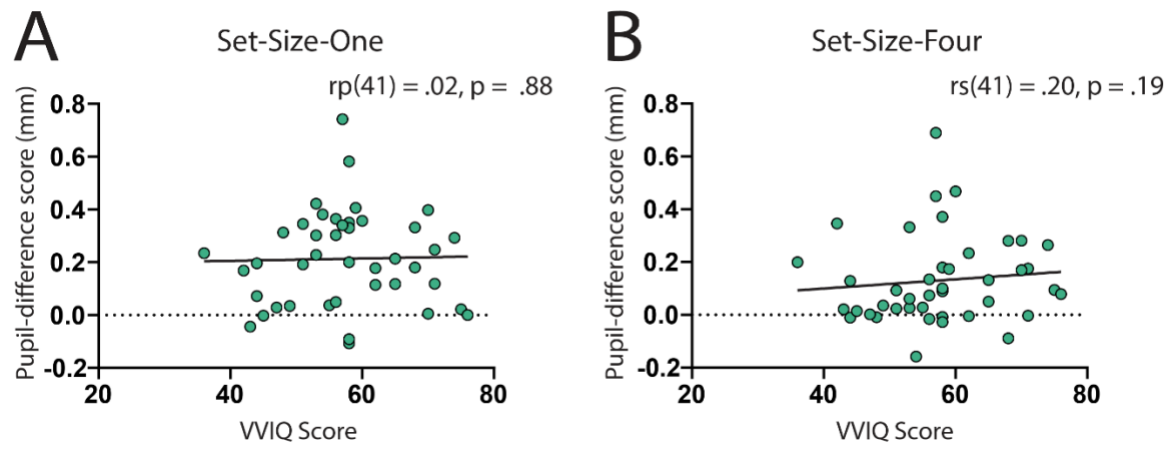 A
Set-Size-One
rp(41) = .02, p = .88
Pupil-difference score (mm)
0.8
0.6
0.4
0.2
0.0
-0.2
20
40
60
80
VVIQ Score
B
Set-Size-Four
rs(41) = .20, p = .19
Pupil-difference score (mm)
0.8
0.6
0.4
0.2
0.0
-0.2
20
40
60
80
VVIQ Score